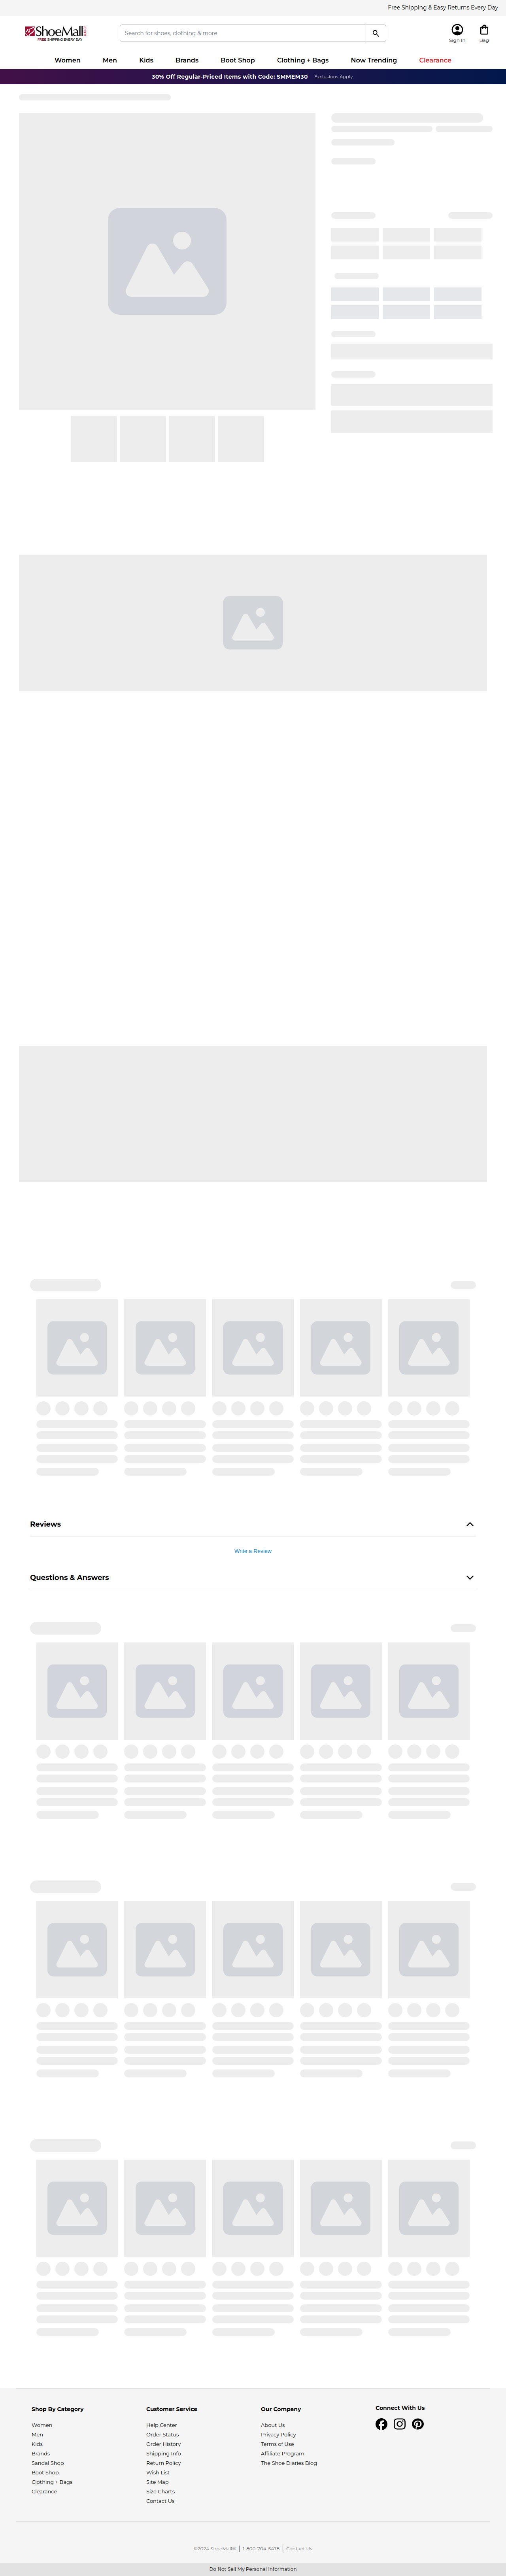 Free Shipping & Easy Returns Every Day
ShoeMall
FREE SHIPPING EVERY DAY
Search for shoes, clothing & more
Sign In
Bag
Women Men Kids Brands Boot Shop Clothing + Bags Now Trending Clearance
30% Off Regular-Priced Items with Code: SMMEM30 Exclusions Apply
Reviews
Write a Review
Questions & Answers
Shop By Category
Women
Men
Kids
Brands
Sandal Shop
Boot Shop
Clothing + Bags
Clearance
Customer Service
Help Center
Order Status
Order History
Shipping Info
Return Policy
Wish List
Site Map
Size Charts
Contact Us
Our Company
About Us
Privacy Policy
Terms of Use
Affiliate Program
The Shoe Diaries Blog
Connect With Us
©2024 ShoeMall® | 1-800-704-5478 | Contact Us
Do Not Sell My Personal Information